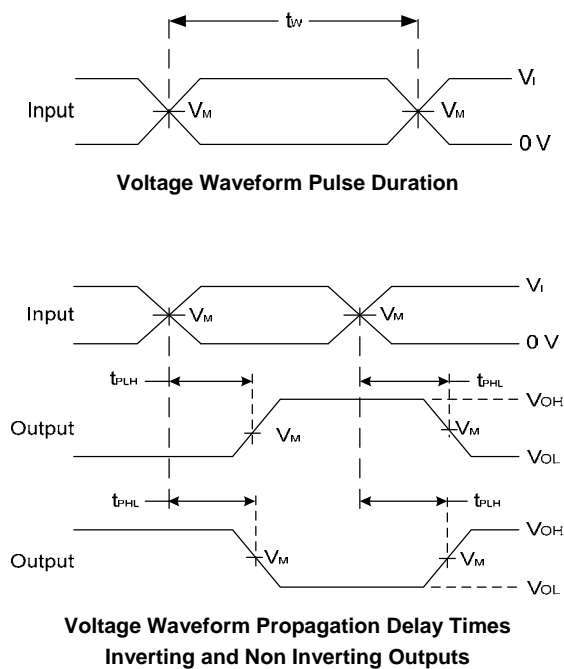 tW
VI
Input VM VM
0 V
Voltage Waveform Pulse Duration
VI
Input VM VM
0 V
tPLH tPHL
VOH
Output VM VM
VOL
tPHL tPLH
VOH
Output VM VM
VOL
Voltage Waveform Propagation Delay Times
Inverting and Non Inverting Outputs